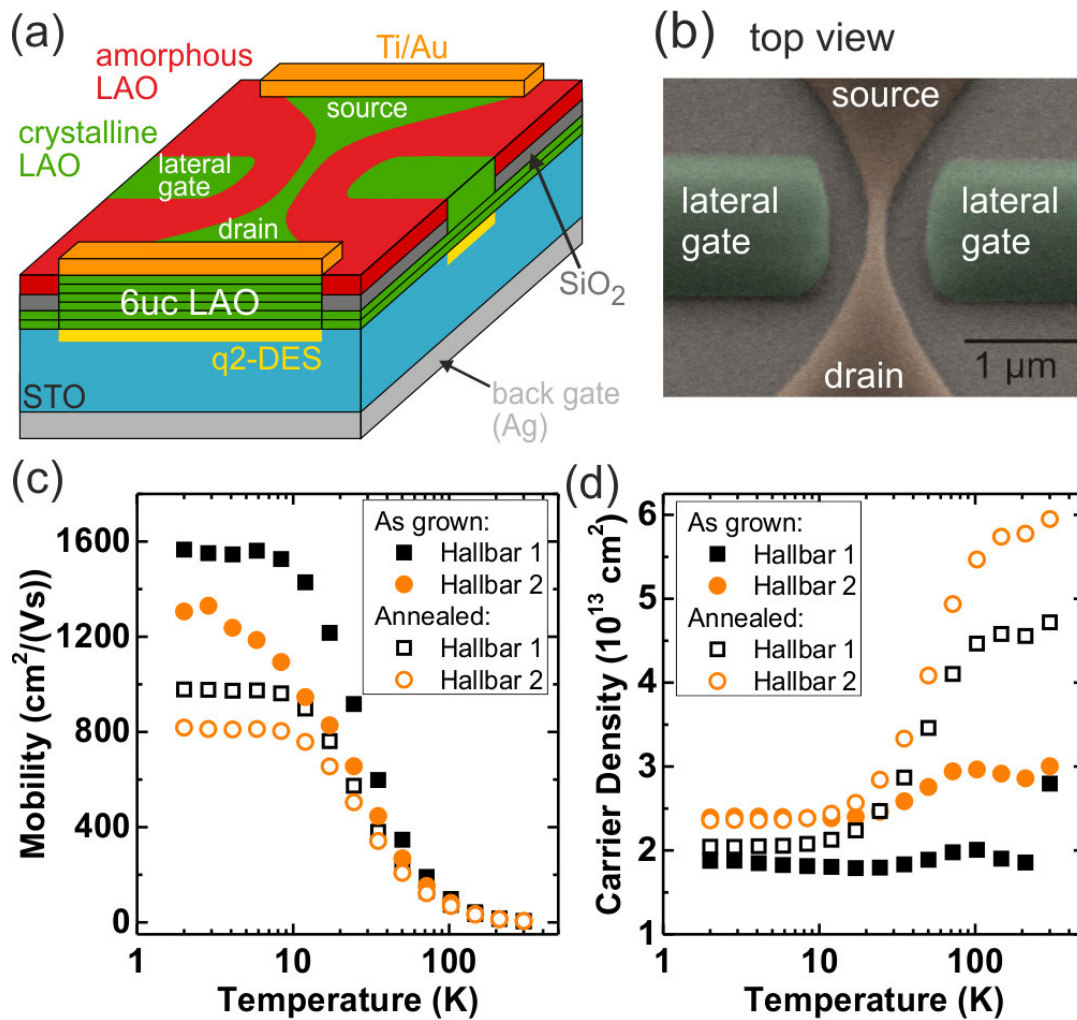 (a)
amorphous
LAO
Ti/Au
crystalline
LAO
source
lateral
gate
drain
6uc LAO
SiO2
q2-DES
STO
back gate
(Ag)
(b) top view
source
lateral
gate
lateral
gate
drain
1 µm
(c)
As grown:
Hallbar 1
Hallbar 2
Annealed:
Hallbar 1
Hallbar 2
1600
1200
800
400
0
Mobility (cm²/(Vs))
1 10 100
Temperature (K)
(d)
As grown:
Hallbar 1
Hallbar 2
Annealed:
Hallbar 1
Hallbar 2
6
5
4
3
2
1
Carrier Density (10¹³ cm²)
1 10 100
Temperature (K)